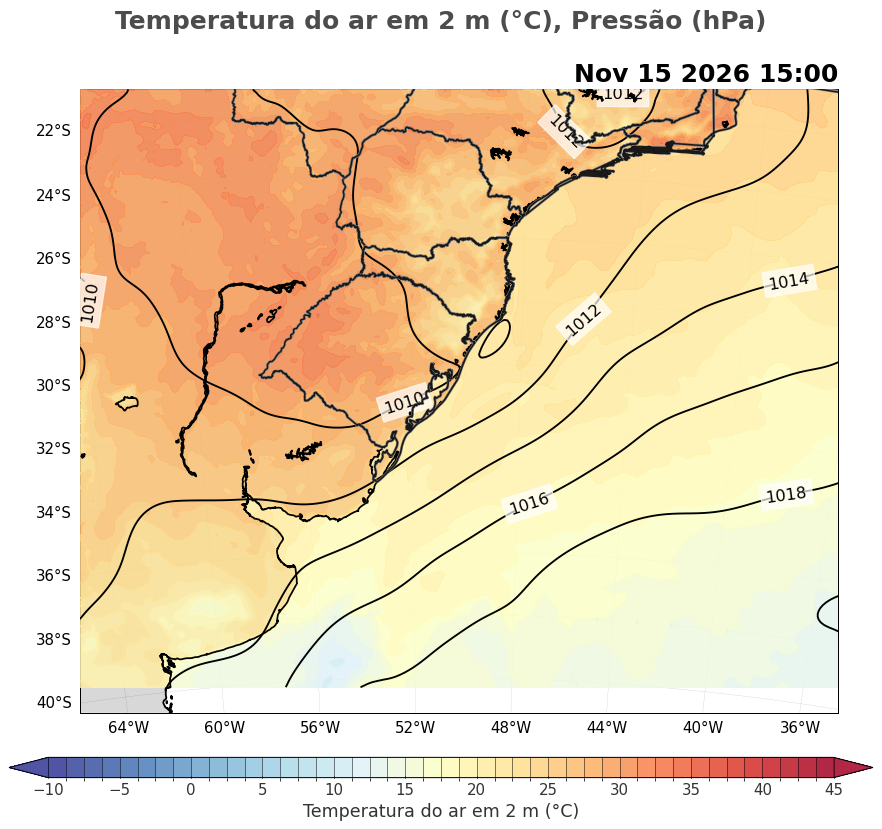 Temperatura do ar em 2 m (°C), Pressão (hPa)
Nov 15 2026 15:00
1012
1012
22°S
24°S
26°S
1014
1010
28°S
1012
30°S
1010
32°S
1018
1016
34°S
36°S
38°S
40°S
64°W 60°W 56°W 52°W 48°W 44°W 40°W 36°W
−10 −5 0 5 10 15 20 25 30 35 40 45
Temperatura do ar em 2 m (°C)